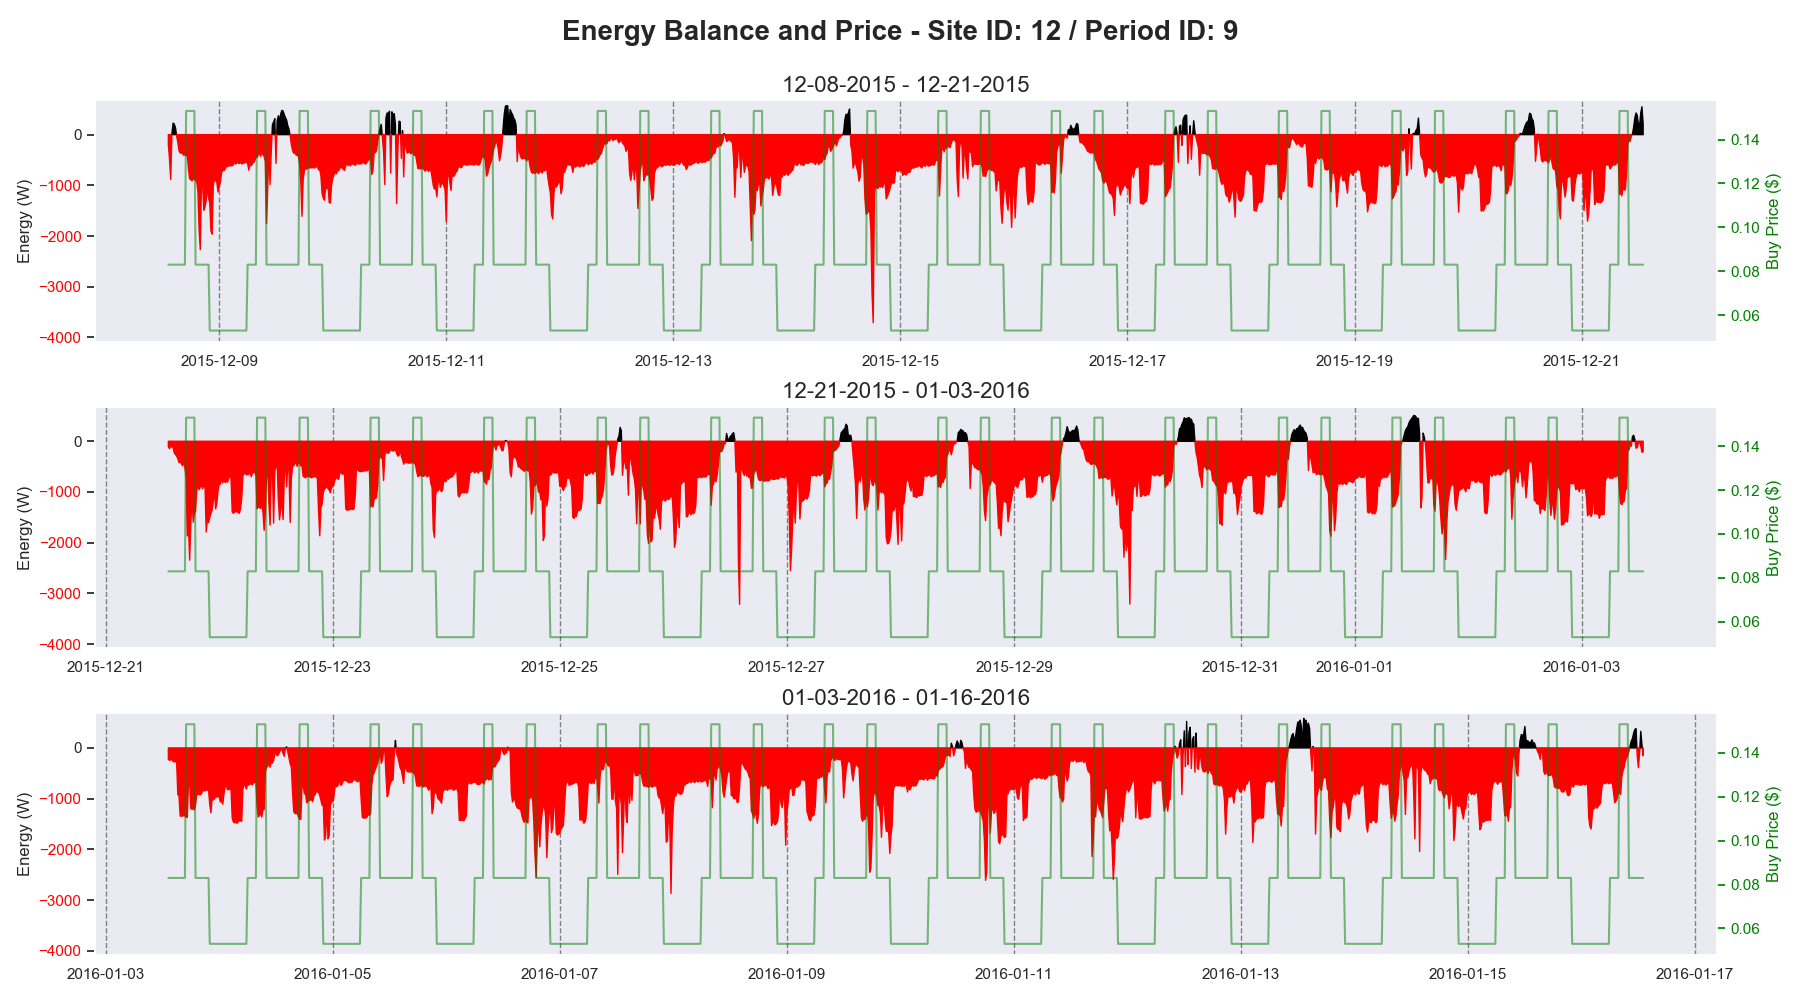 Energy Balance and Price - Site ID: 12 / Period ID: 9
12-08-2015 - 12-21-2015
Energy (W)
0
−1000
−2000
−3000
−4000
0.14
0.12
0.10
0.08
0.06
Buy Price ($)
2015-12-09 2015-12-11 2015-12-13 2015-12-15 2015-12-17 2015-12-19 2015-12-21
12-21-2015 - 01-03-2016
Energy (W)
0
−1000
−2000
−3000
−4000
0.14
0.12
0.10
0.08
0.06
Buy Price ($)
2015-12-21 2015-12-23 2015-12-25 2015-12-27 2015-12-29 2015-12-31 2016-01-01 2016-01-03
01-03-2016 - 01-16-2016
Energy (W)
0
−1000
−2000
−3000
−4000
0.14
0.12
0.10
0.08
0.06
Buy Price ($)
2016-01-03 2016-01-05 2016-01-07 2016-01-09 2016-01-11 2016-01-13 2016-01-15 2016-01-17